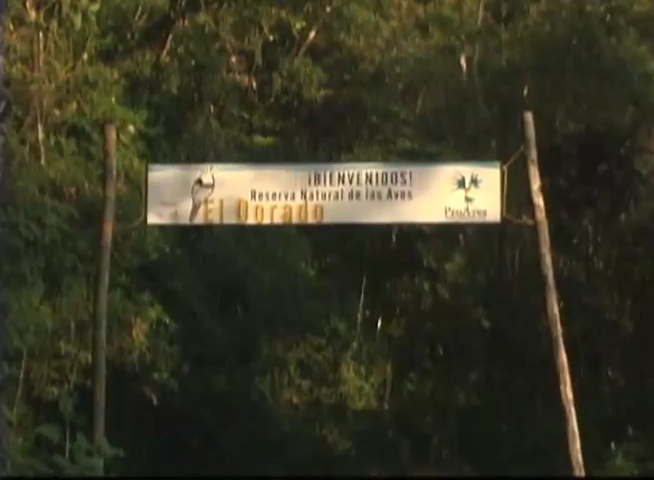 ¡BIENVENIDOS!
Reserva Natural de las Aves
El Dorado
ProAves